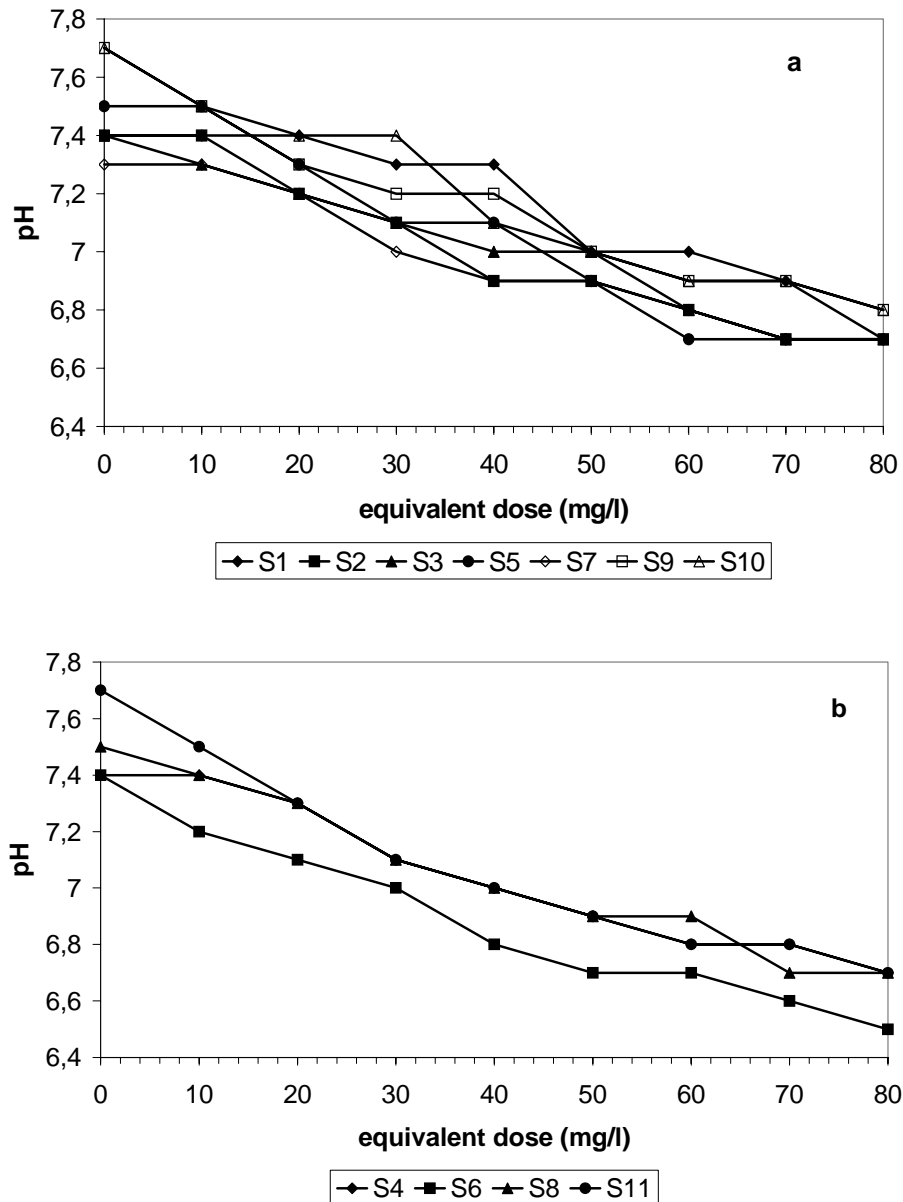 7,8
a
7,6
7,4
7,2
7
6,8
6,6
6,4
pH
0 10 20 30 40 50 60 70 80
equivalent dose (mg/l)
S1 S2 S3 S5 S7 S9 S10
7,8
b
7,6
7,4
7,2
7
6,8
6,6
6,4
pH
0 10 20 30 40 50 60 70 80
equivalent dose (mg/l)
S4 S6 S8 S11